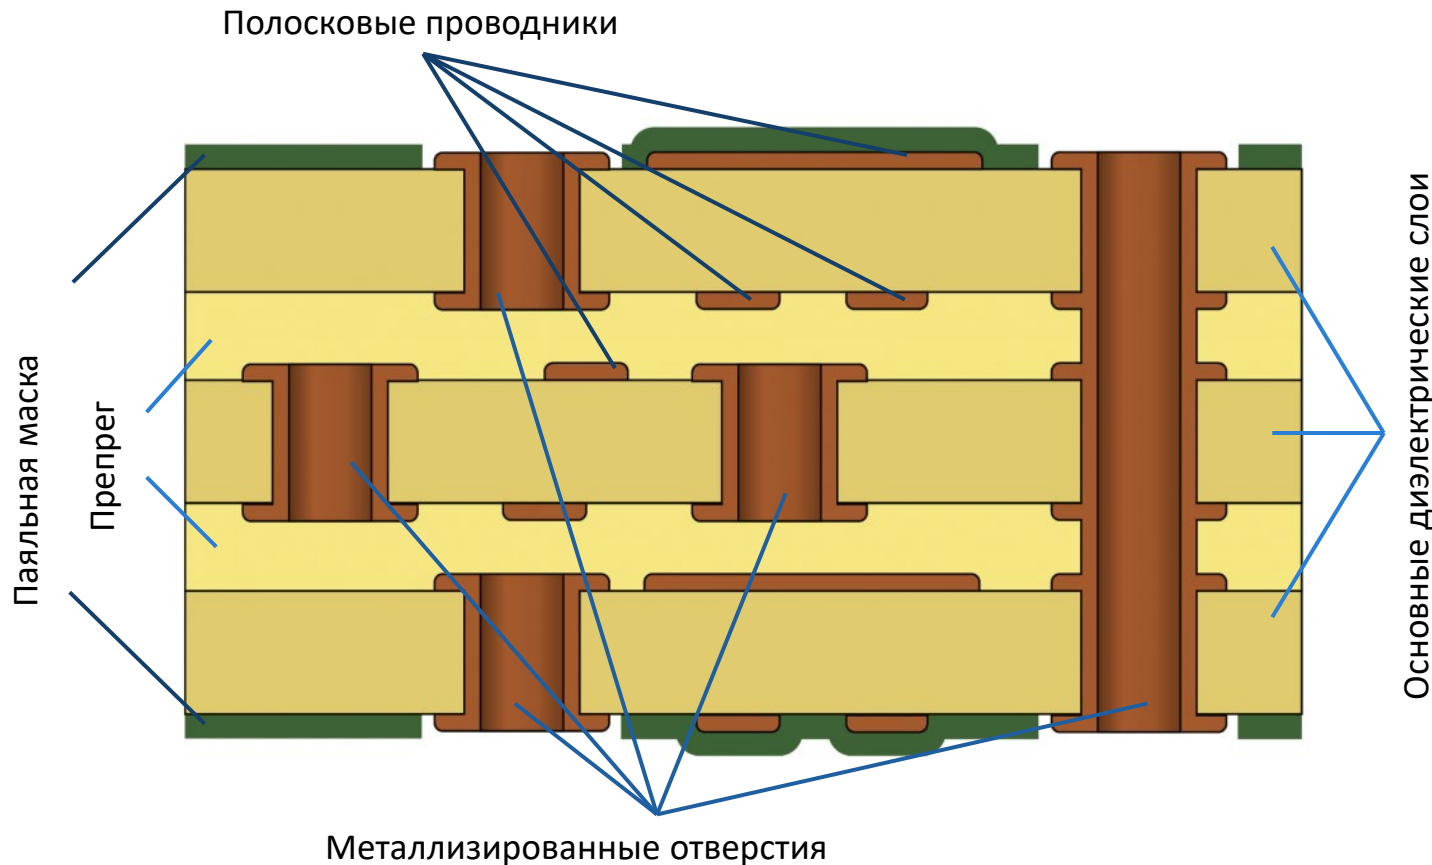 Полосковые проводники
Паяльная маска
Препрег
Основные диэлектрические слои
Металлизированные отверстия